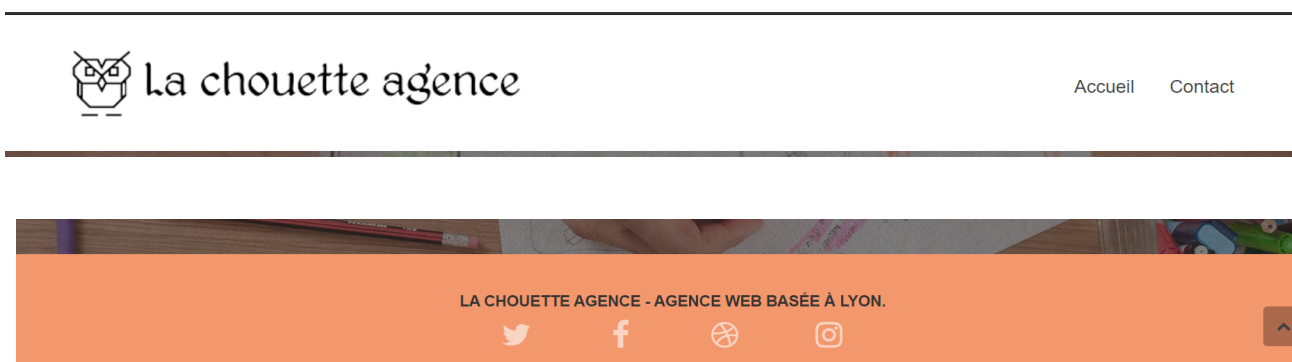 La chouette agence
Accueil Contact
LA CHOUETTE AGENCE - AGENCE WEB BASÉE À LYON.